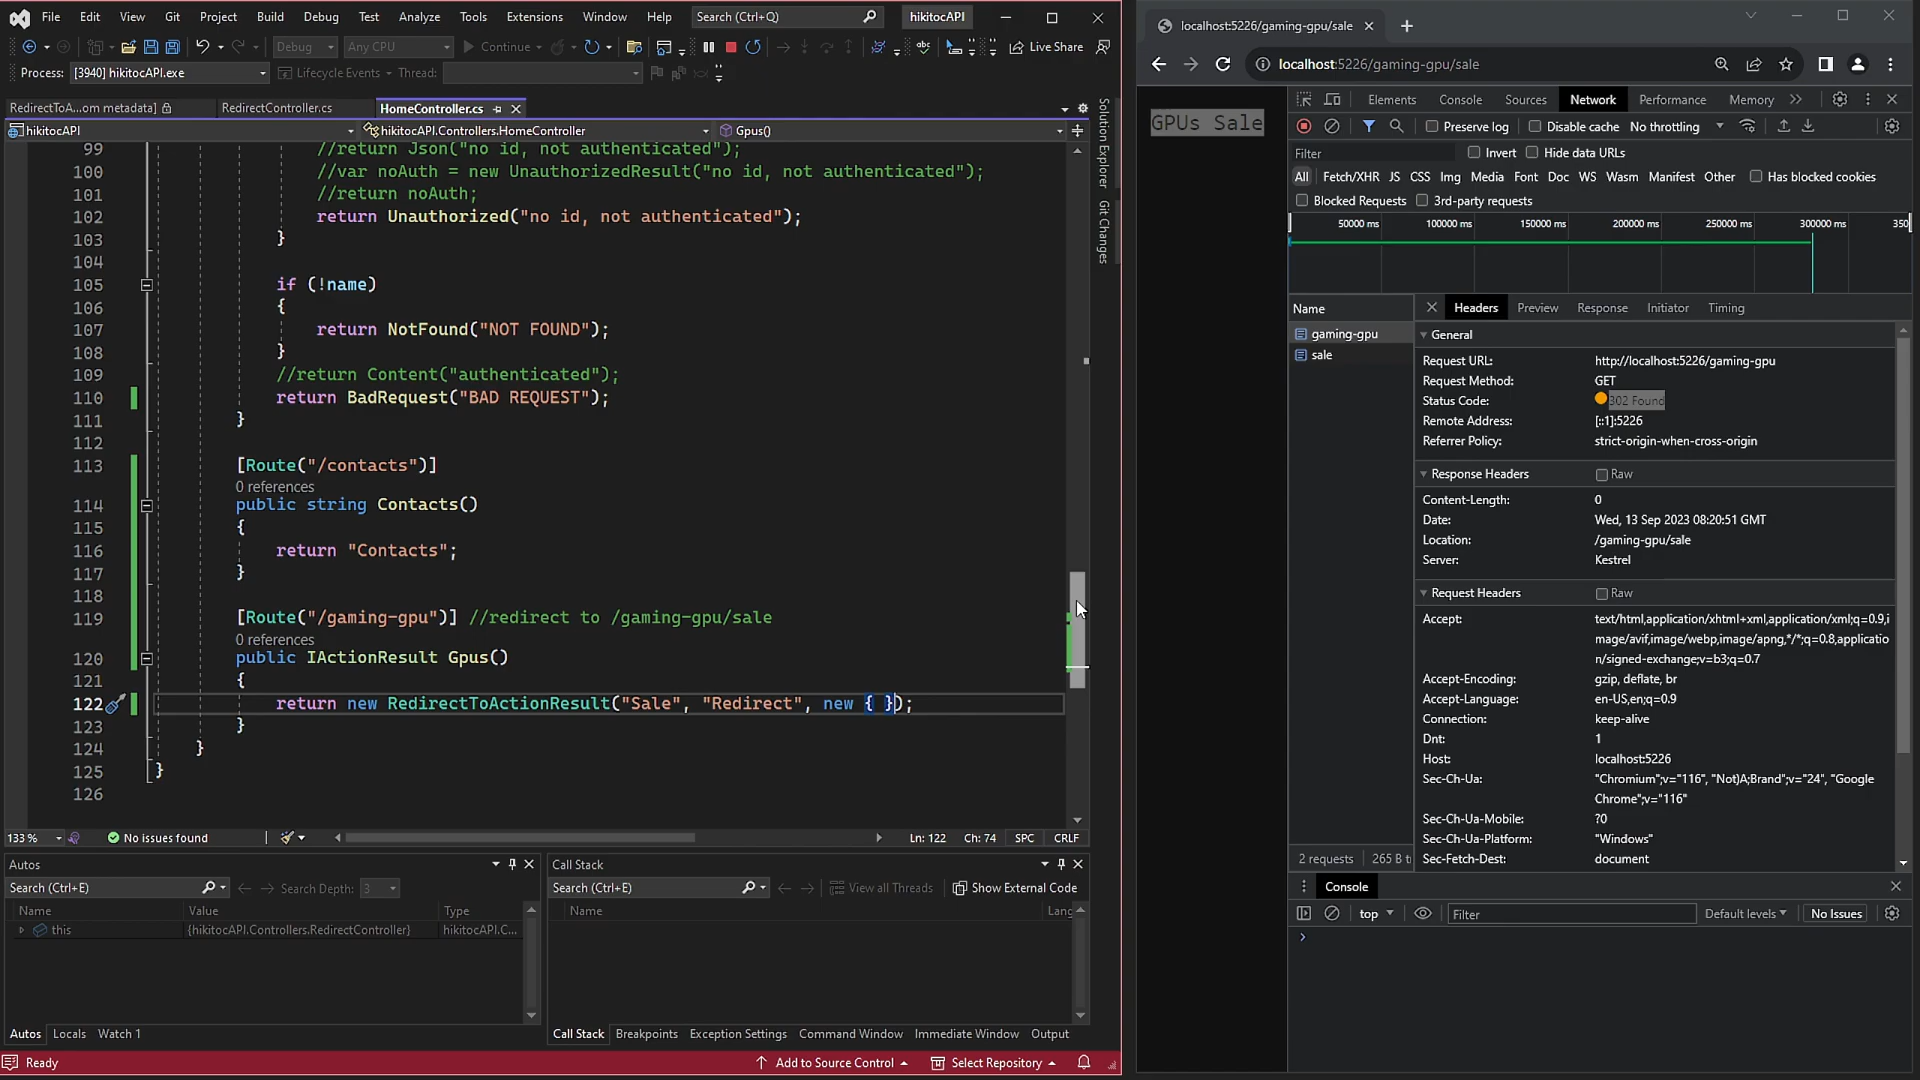 File Edit View Git Project Build Debug Test Analyze Tools Extensions Window Help Search (Ctrl+Q) hikitocAPI
Debug Any CPU Continue Live Share
Process: [3940] hikitocAPI.exe Lifecycle Events Thread:
RedirectToA...om metadata] RedirectController.cs HomeController.cs
hikitocAPI hikitocAPI.Controllers.HomeController Gpus()
99 //return Json("no id, not authenticated");
100 //var noAuth = new UnauthorizedResult("no id, not authenticated");
101 //return noAuth;
102 return Unauthorized("no id, not authenticated");
103 }
104
105 if (!name)
106 {
107 return NotFound("NOT FOUND");
108 }
109 //return Content("authenticated");
110 return BadRequest("BAD REQUEST");
111 }
112
113 [Route("/contacts")]
0 references
114 public string Contacts()
115 {
116 return "Contacts";
117 }
118
119 [Route("/gaming-gpu")] //redirect to /gaming-gpu/sale
0 references
120 public IActionResult Gpus()
121 {
122 return new RedirectToActionResult("Sale", "Redirect", new { });
123 }
124 }
125 }
126
Solution Explorer
Git Changes
133 % No issues found Ln: 122 Ch: 74 SPC CRLF
Autos
Search (Ctrl+E) Search Depth: 3
Name Value Type
this {hikitocAPI.Controllers.RedirectController} hikitocAPI.C...
Autos Locals Watch 1
Call Stack
Search (Ctrl+E) View all Threads Show External Code
Name Lang
Call Stack Breakpoints Exception Settings Command Window Immediate Window Output
Ready Add to Source Control Select Repository
localhost:5226/gaming-gpu/sale
localhost:5226/gaming-gpu/sale
GPUs Sale
Elements Console Sources Network Performance Memory
Preserve log Disable cache No throttling
Filter Invert Hide data URLs
All Fetch/XHR JS CSS Img Media Font Doc WS Wasm Manifest Other Has blocked cookies
Blocked Requests 3rd-party requests
50000 ms 100000 ms 150000 ms 200000 ms 250000 ms 300000 ms 350
Name
gaming-gpu
sale
2 requests 265 B t
Headers Preview Response Initiator Timing
General
Request URL: http://localhost:5226/gaming-gpu
Request Method: GET
Status Code: 302 Found
Remote Address: [::1]:5226
Referrer Policy: strict-origin-when-cross-origin
Response Headers Raw
Content-Length: 0
Date: Wed, 13 Sep 2023 08:20:51 GMT
Location: /gaming-gpu/sale
Server: Kestrel
Request Headers Raw
Accept: text/html,application/xhtml+xml,application/xml;q=0.9,i
mage/avif,image/webp,image/apng,*/*;q=0.8,applicatio
n/signed-exchange;v=b3;q=0.7
Accept-Encoding: gzip, deflate, br
Accept-Language: en-US,en;q=0.9
Connection: keep-alive
Dnt: 1
Host: localhost:5226
Sec-Ch-Ua: "Chromium";v="116", "Not)A;Brand";v="24", "Google
Chrome";v="116"
Sec-Ch-Ua-Mobile: ?0
Sec-Ch-Ua-Platform: "Windows"
Sec-Fetch-Dest: document
Console
top Filter Default levels No Issues